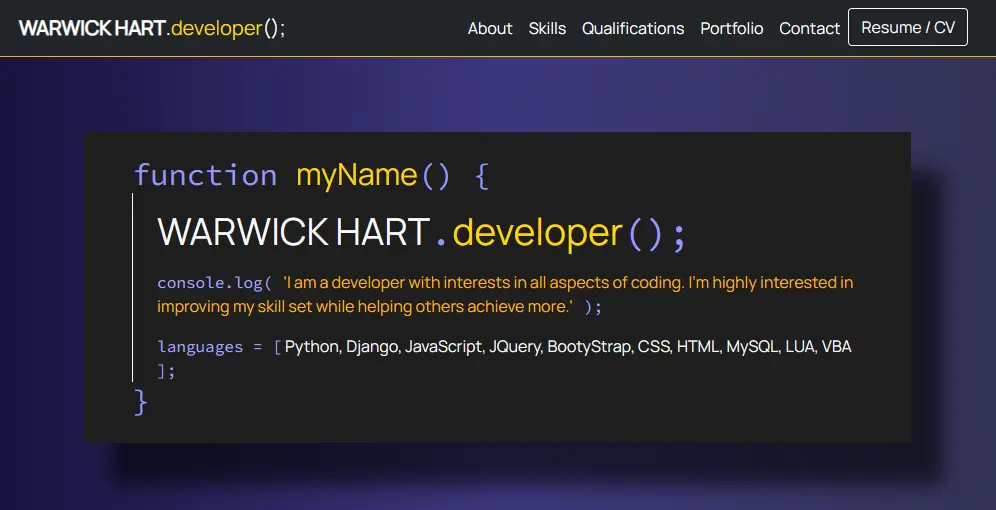 WARWICK HART.developer();
About Skills Qualifications Portfolio Contact Resume / CV
function myName() {
WARWICK HART.developer();
console.log( 'I am a developer with interests in all aspects of coding. I'm highly interested in
improving my skill set while helping others achieve more.' );
languages = [ Python, Django, JavaScript, JQuery, BootyStrap, CSS, HTML, MySQL, LUA, VBA
];
}